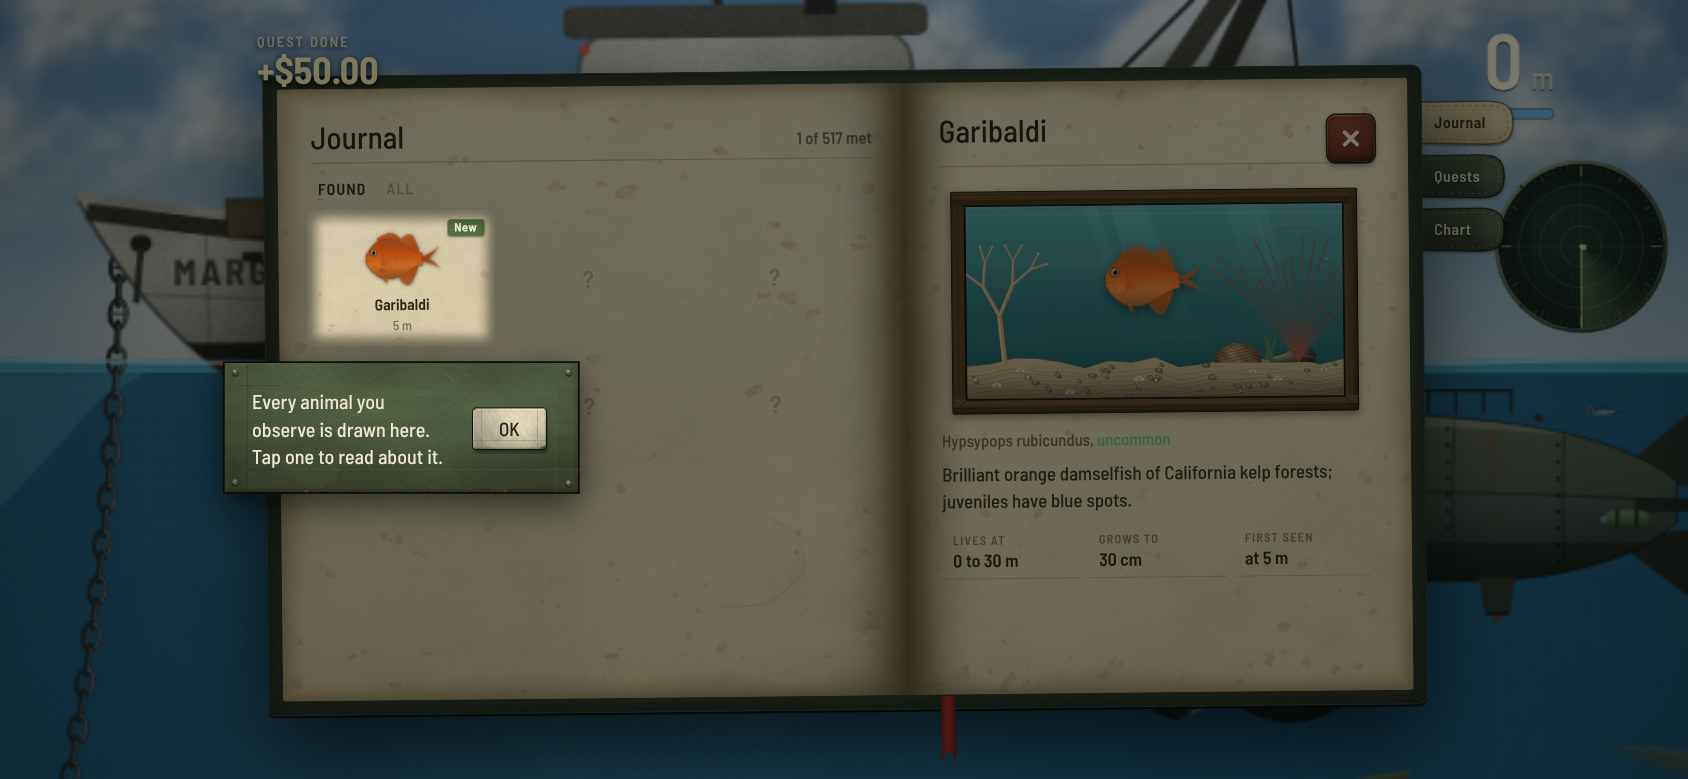 QUEST DONE
+$50.00
0 m
Journal
1 of 517 met
FOUND ALL
New
Garibaldi
5 m
?
?
?
?
Every animal you
observe is drawn here.
Tap one to read about it.
OK
Garibaldi
Hypsypops rubicundus, uncommon
Brilliant orange damselfish of California kelp forests;
juveniles have blue spots.
LIVES AT
0 to 30 m
GROWS TO
30 cm
FIRST SEEN
at 5 m
Journal
Quests
Chart
MARG